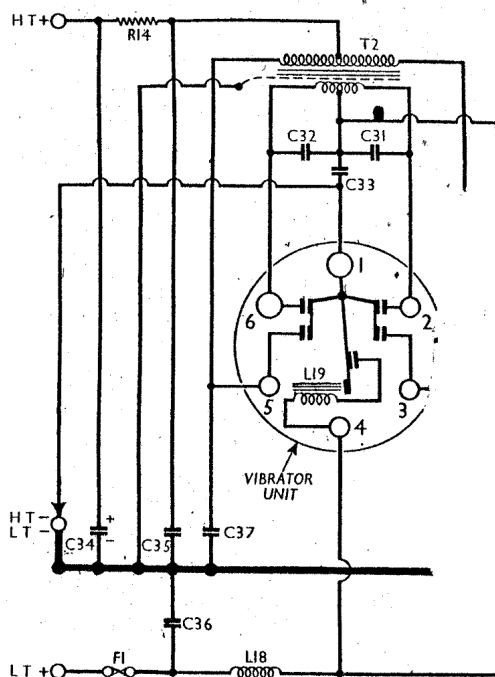 HT+
R14
T2
C32
C31
C33
1
6
2
L19
5
3
4
VIBRATOR
UNIT
HT-
LT-
+
-
C34
C35
C37
C36
LT+
F1
L18